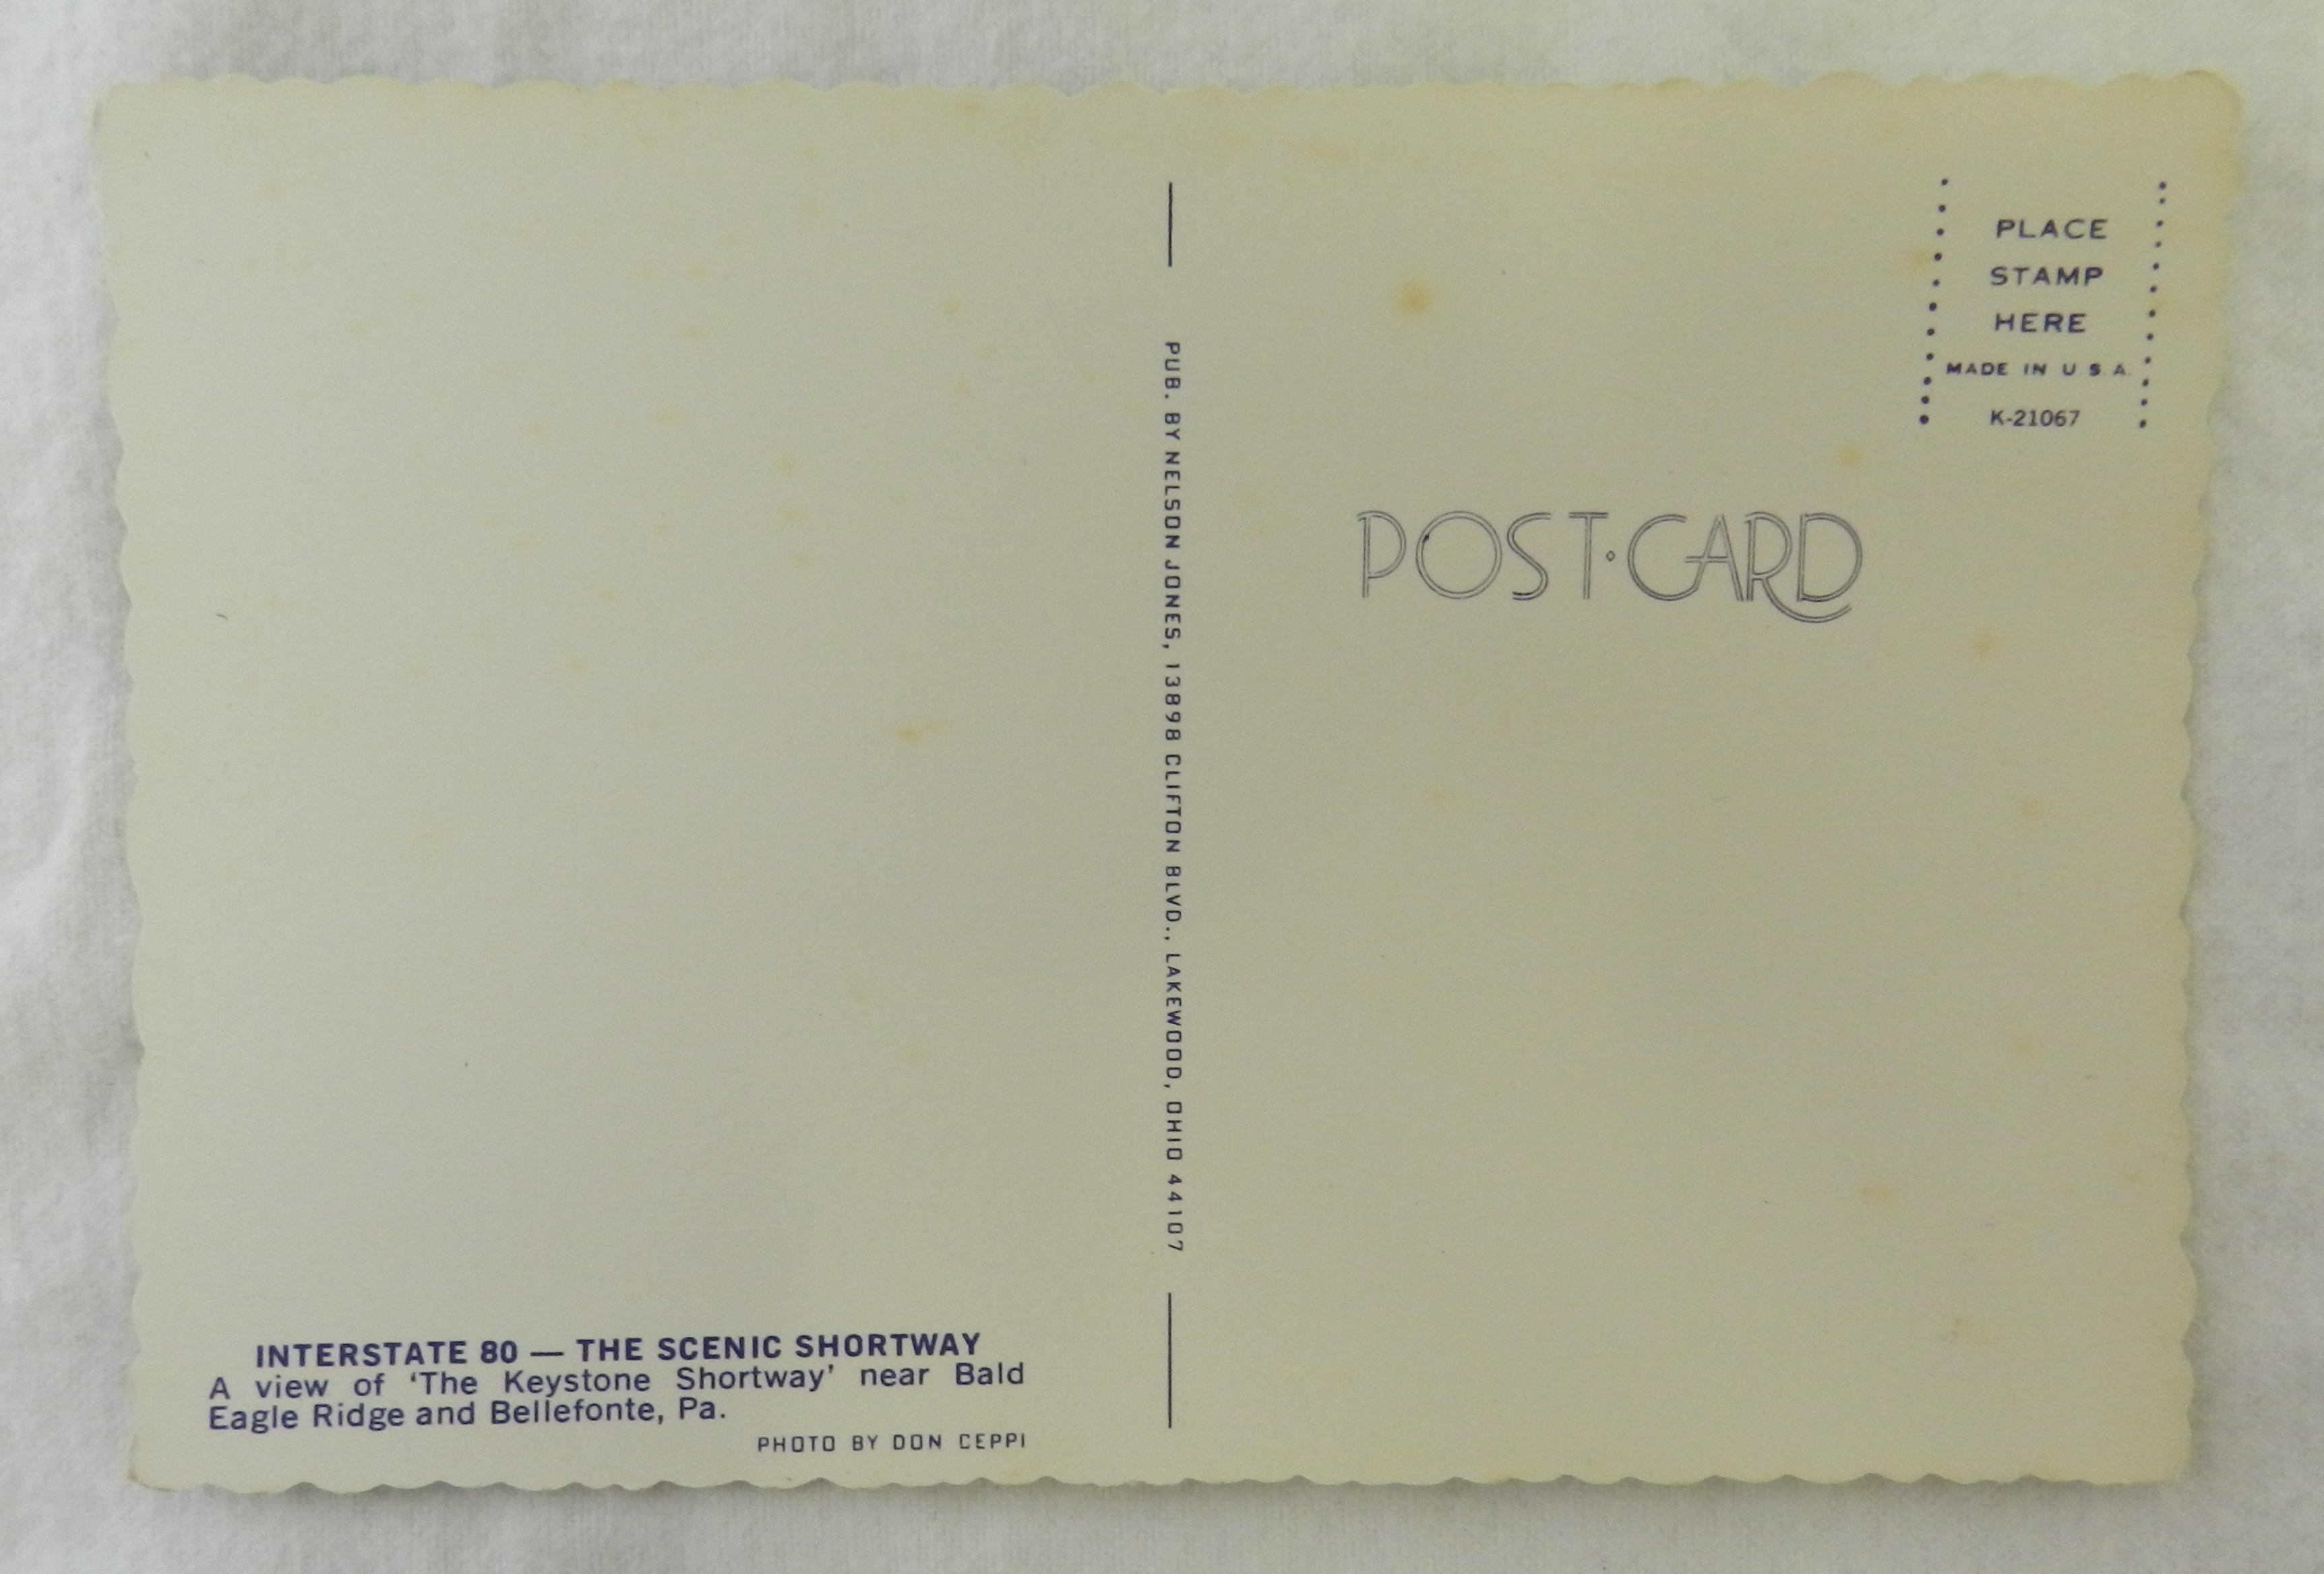 INTERSTATE 80 — THE SCENIC SHORTWAY
A view of ‘The Keystone Shortway’ near Bald
Eagle Ridge and Bellefonte, Pa.
PHOTO BY DON CEPPI
PUB. BY NELSON JONES, 13898 CLIFTON BLVD., LAKEWOOD, OHIO 44107
PLACE
STAMP
HERE
MADE IN U.S.A.
K-21067
POST·CARD